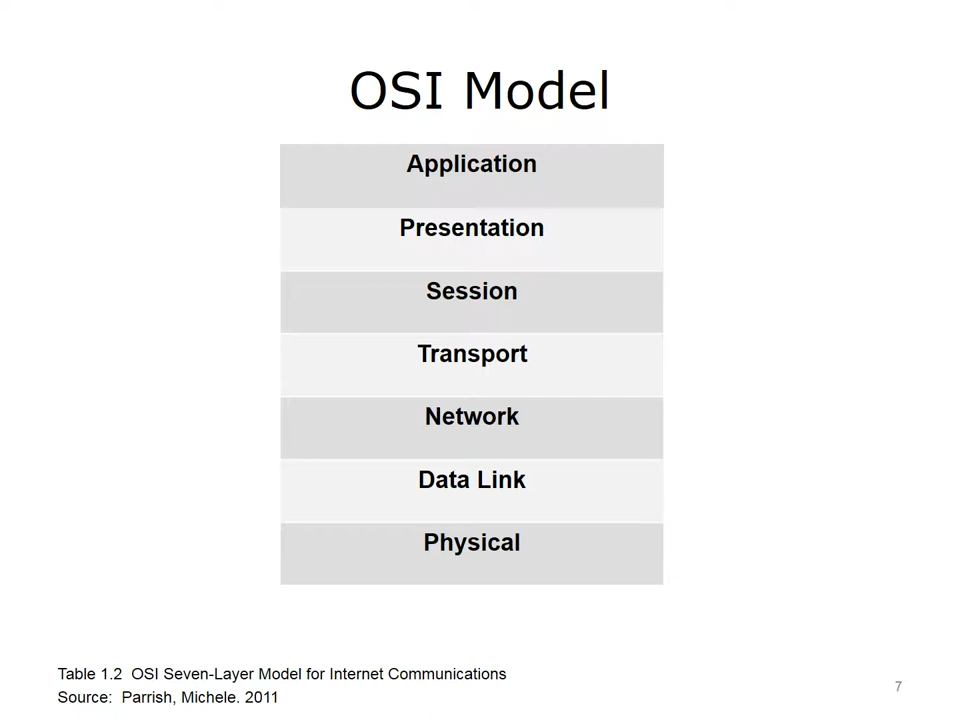 OSI Model
Application
Presentation
Session
Transport
Network
Data Link
Physical
Table 1.2  OSI Seven-Layer Model for Internet Communications
Source:  Parrish, Michele. 2011
7